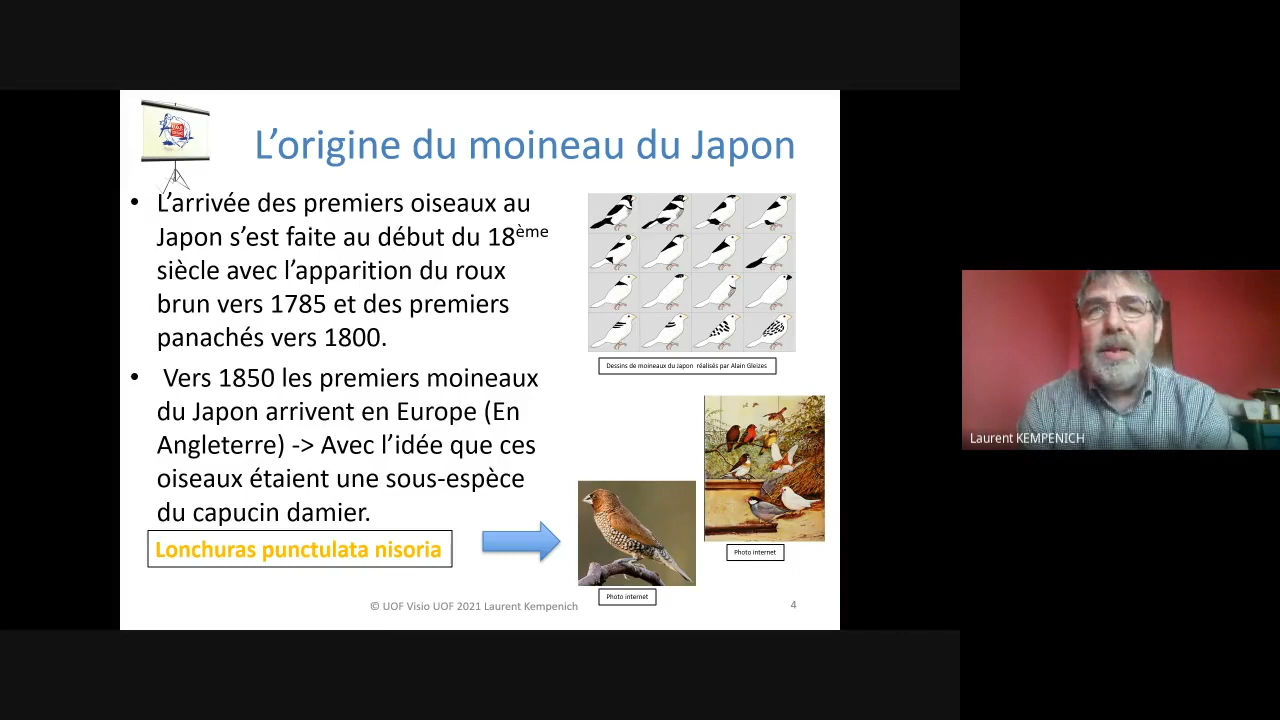 L'origine du moineau du Japon
• L'arrivée des premiers oiseaux au
Japon s'est faite au début du 18ème
siècle avec l'apparition du roux
brun vers 1785 et des premiers
panachés vers 1800.
• Vers 1850 les premiers moineaux
du Japon arrivent en Europe (En
Angleterre) -> Avec l'idée que ces
oiseaux étaient une sous-espèce
du capucin damier.
Lonchuras punctulata nisoria
Dessins de moineaux du Japon réalisés par Alain Gleizes
Photo internet
Photo internet
© UOF Visio UOF 2021 Laurent Kempenich
4
Laurent KEMPENICH